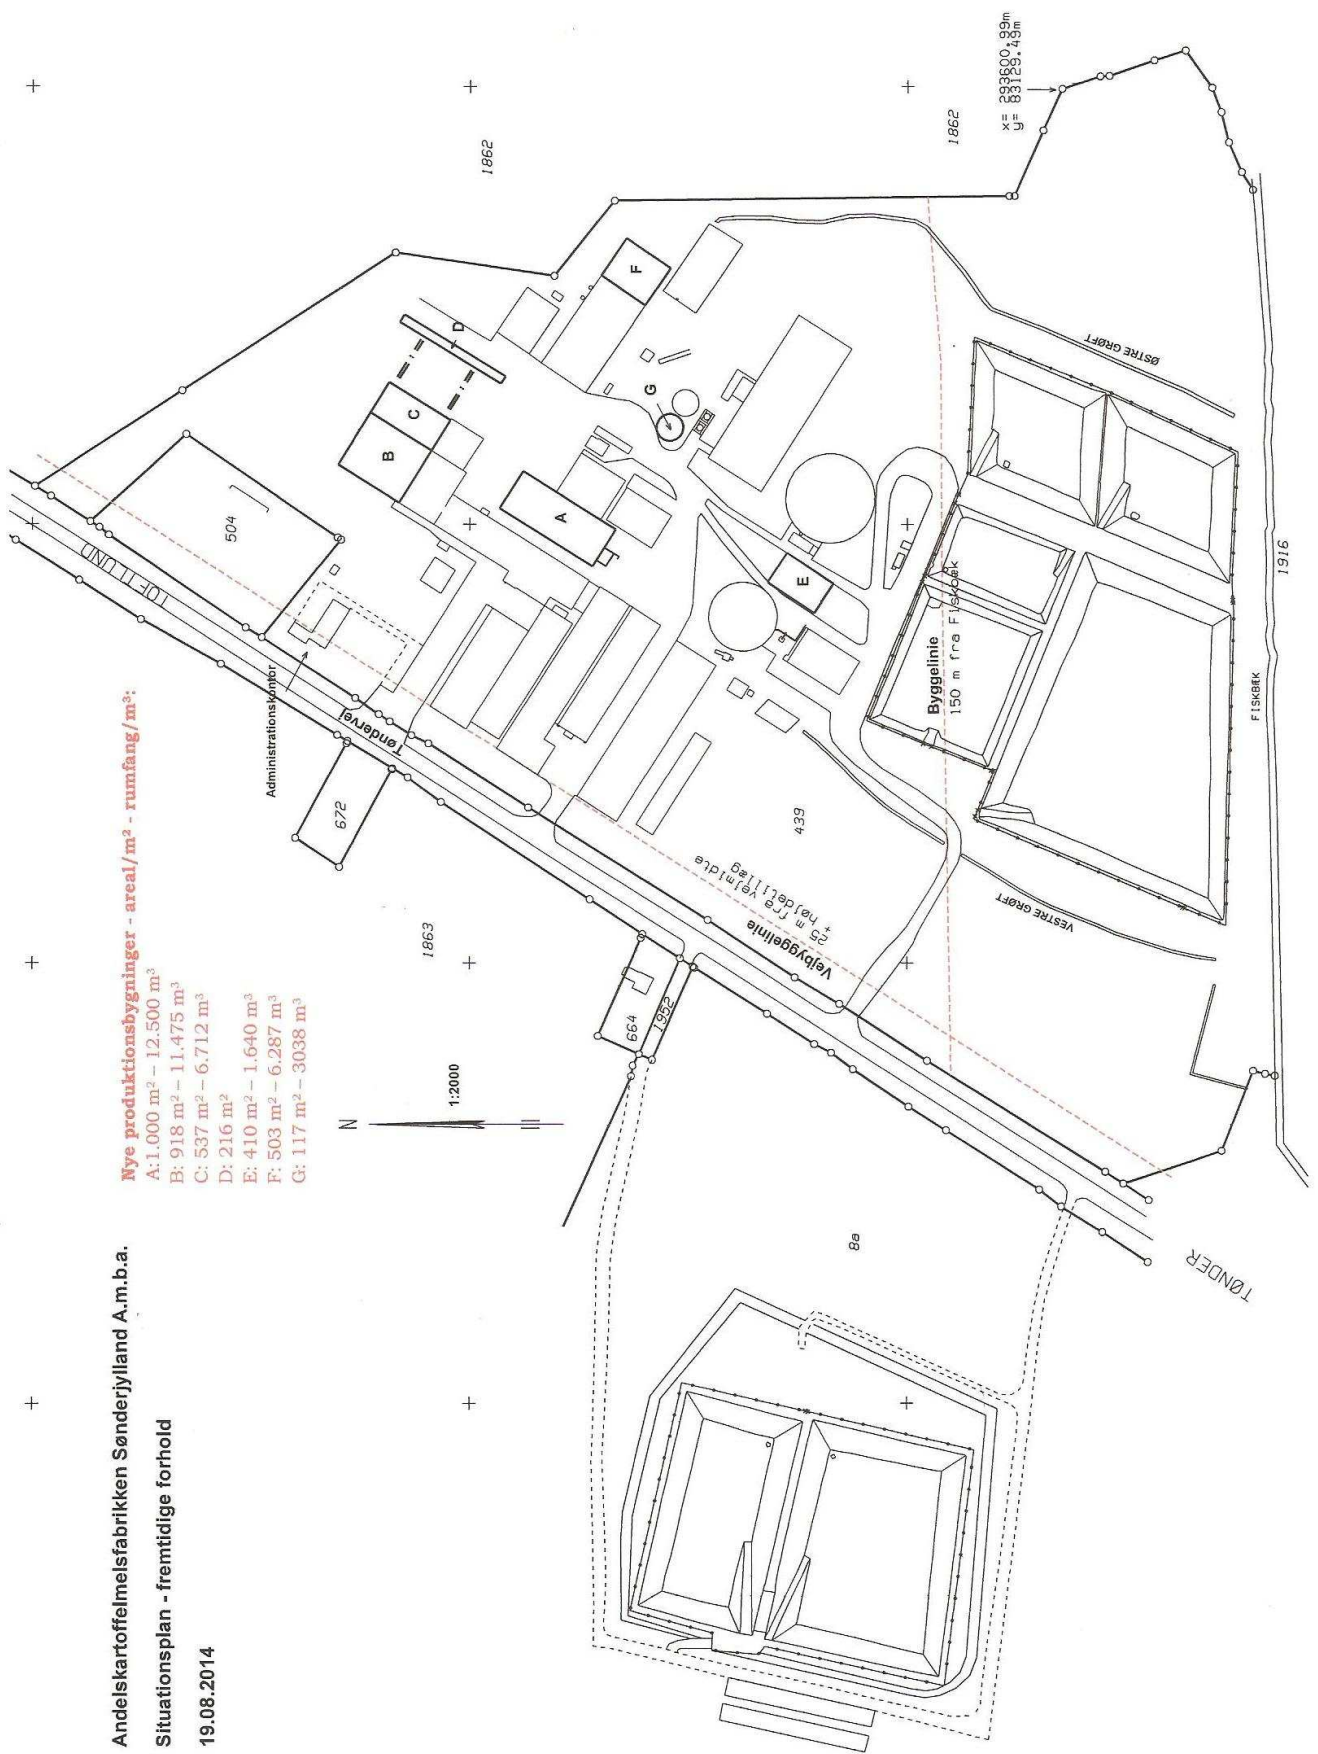 Andelskartoffelmelsfabrikken Sønderjylland A.m.b.a.
Situationsplan - fremtidige forhold
19.08.2014
Nye produktionsbygninger - areal/m² - rumfang/m³:
A:1.000 m² – 12.500 m³
B: 918 m² – 11.475 m³
C: 537 m² – 6.712 m³
D: 216 m²
E: 410 m² – 1.640 m³
F: 503 m² – 6.287 m³
G: 117 m² – 3038 m³
N
1:2000
TOFTLUND
504
Administrationskontor
Tøndervej
672
1863
664
1952
Vejbyggelinie
25 m fra vejmidte
+ højdetillæg
439
A
B
C
D
E
F
G
1862
1862
x= 293600.99m
y= 83129.49m
Byggelinie
150 m fra Fiskbæk
ØSTRE GRØFT
VESTRE GRØFT
FISKBÆK
1916
8a
TØNDER